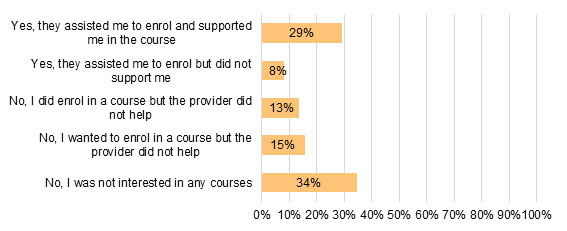 Yes, they assisted me to enrol and supported
me in the course
29%
Yes, they assisted me to enrol but did not
support me
8%
No, I did enrol in a course but the provider did
not help
13%
No, I wanted to enrol in a course but the
provider did not help
15%
No, I was not interested in any courses
34%
0% 10% 20% 30% 40% 50% 60% 70% 80% 90%100%